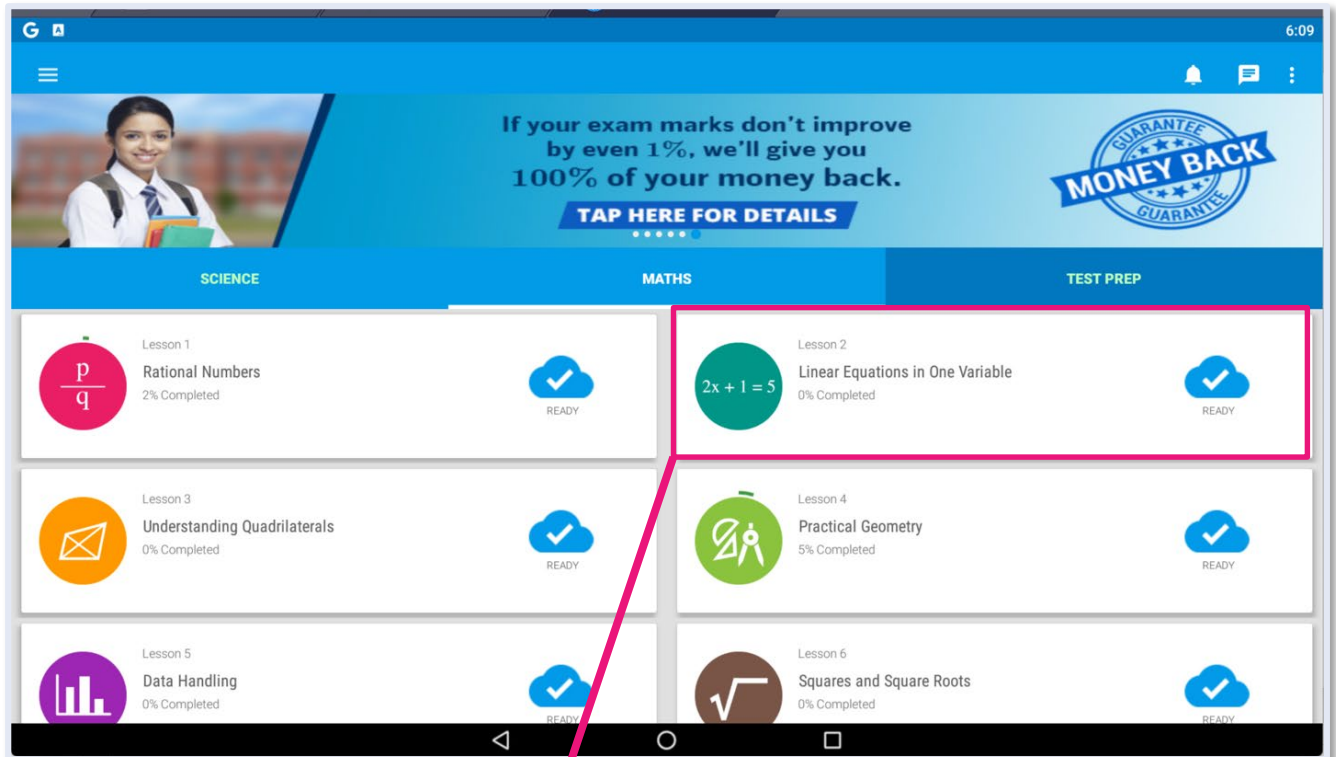 G A 6:09
If your exam marks don't improve
by even 1%, we'll give you
100% of your money back.
TAP HERE FOR DETAILS
GUARANTEE
MONEY BACK
GUARANTEE
SCIENCE MATHS TEST PREP
Lesson 1
p
q
Rational Numbers
2% Completed
READY
Lesson 2
2x + 1 = 5
Linear Equations in One Variable
0% Completed
READY
Lesson 3
Understanding Quadrilaterals
0% Completed
READY
Lesson 4
Practical Geometry
5% Completed
READY
Lesson 5
Data Handling
0% Completed
READY
Lesson 6
Squares and Square Roots
0% Completed
READY